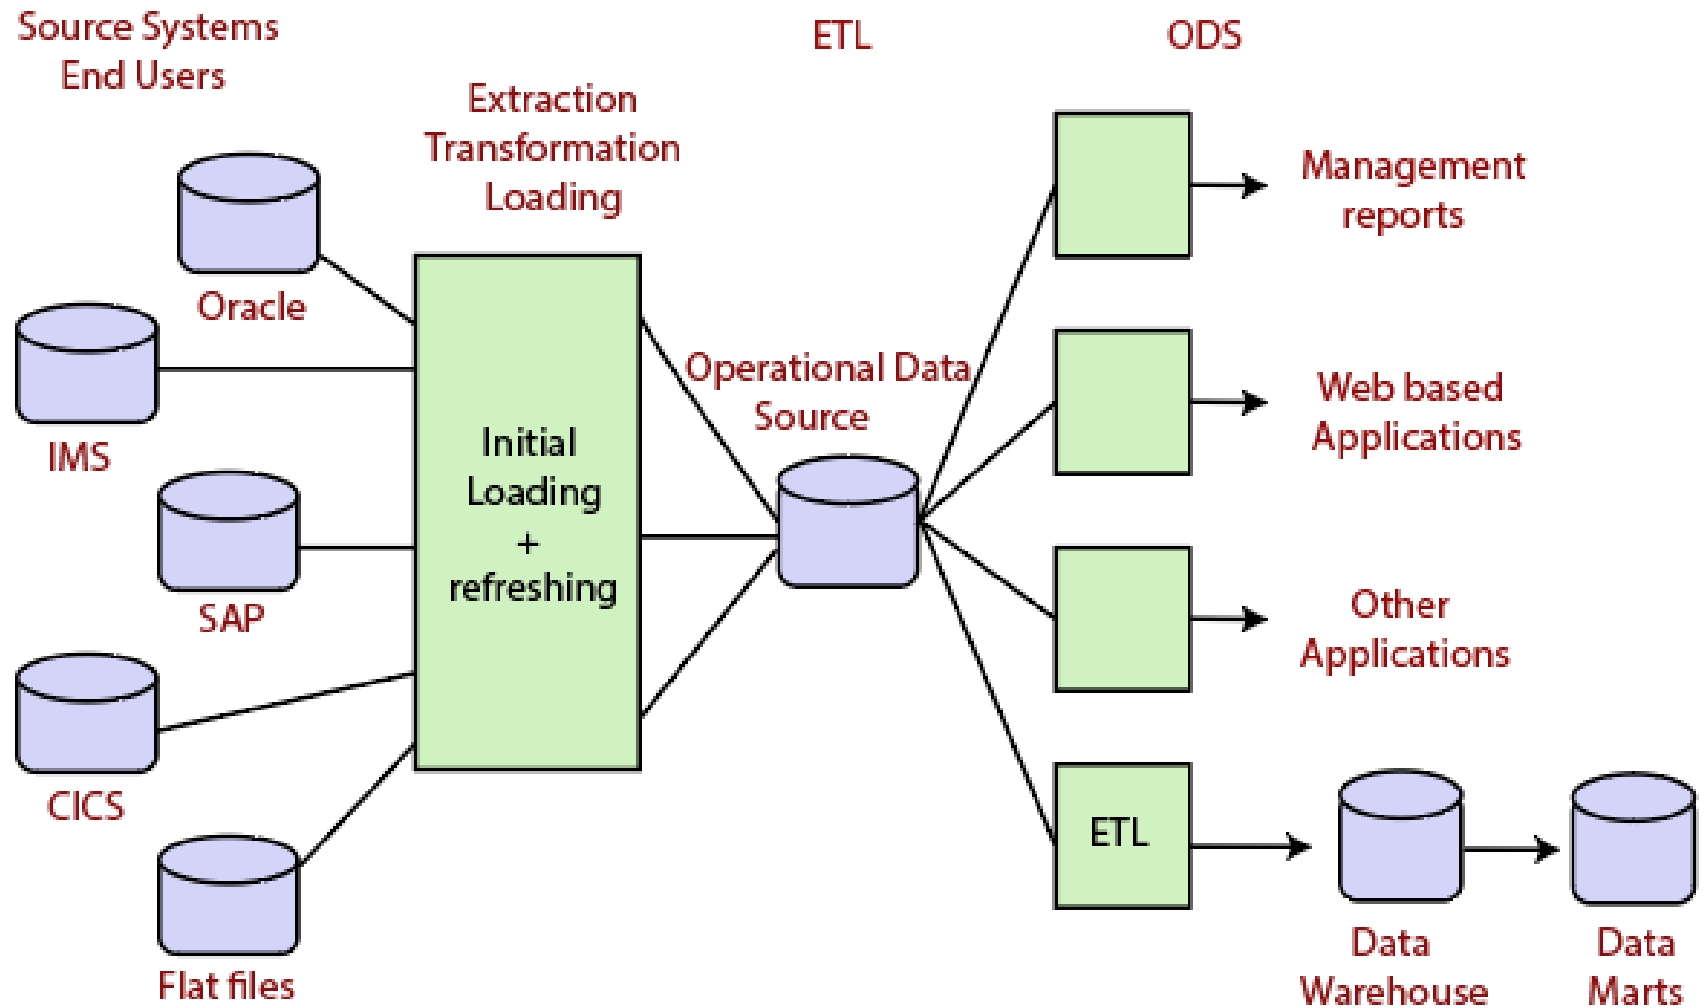 Source Systems
End Users
ETL
ODS
Extraction
Transformation
Loading
Oracle
IMS
SAP
CICS
Flat files
Initial
Loading
+
refreshing
Operational Data
Source
Management
reports
Web based
Applications
Other
Applications
ETL
Data
Warehouse
Data
Marts